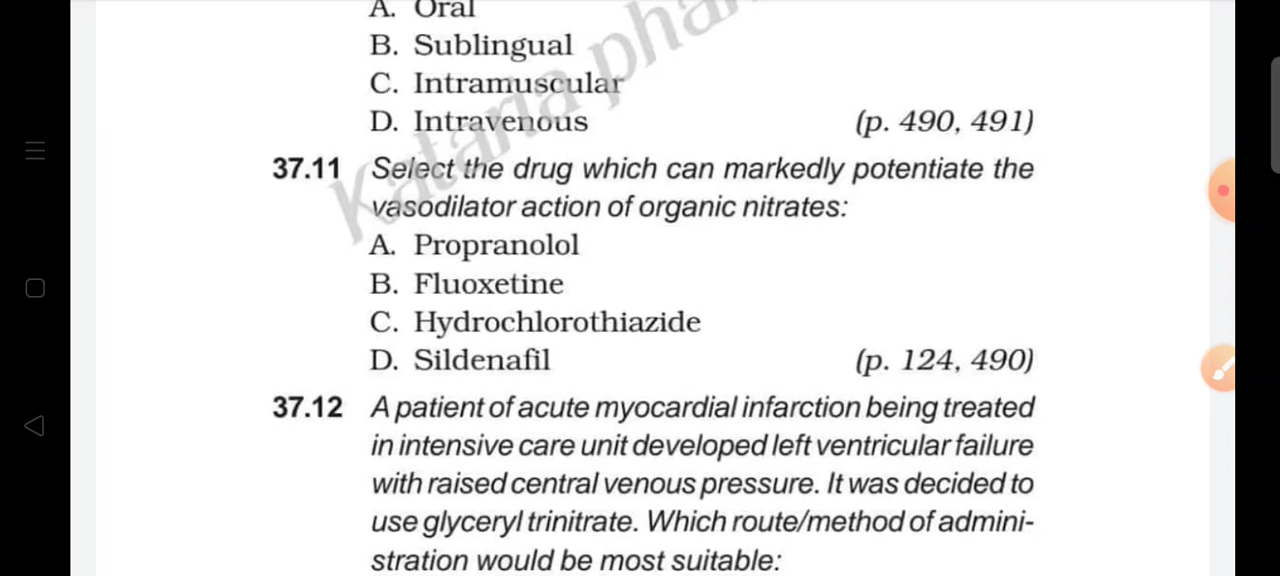 A. Oral
B. Sublingual
C. Intramuscular
D. Intravenous (p. 490, 491)
37.11 Select the drug which can markedly potentiate the
vasodilator action of organic nitrates:
A. Propranolol
B. Fluoxetine
C. Hydrochlorothiazide
D. Sildenafil (p. 124, 490)
37.12 A patient of acute myocardial infarction being treated
in intensive care unit developed left ventricular failure
with raised central venous pressure. It was decided to
use glyceryl trinitrate. Which route/method of admini-
stration would be most suitable:
Kataria